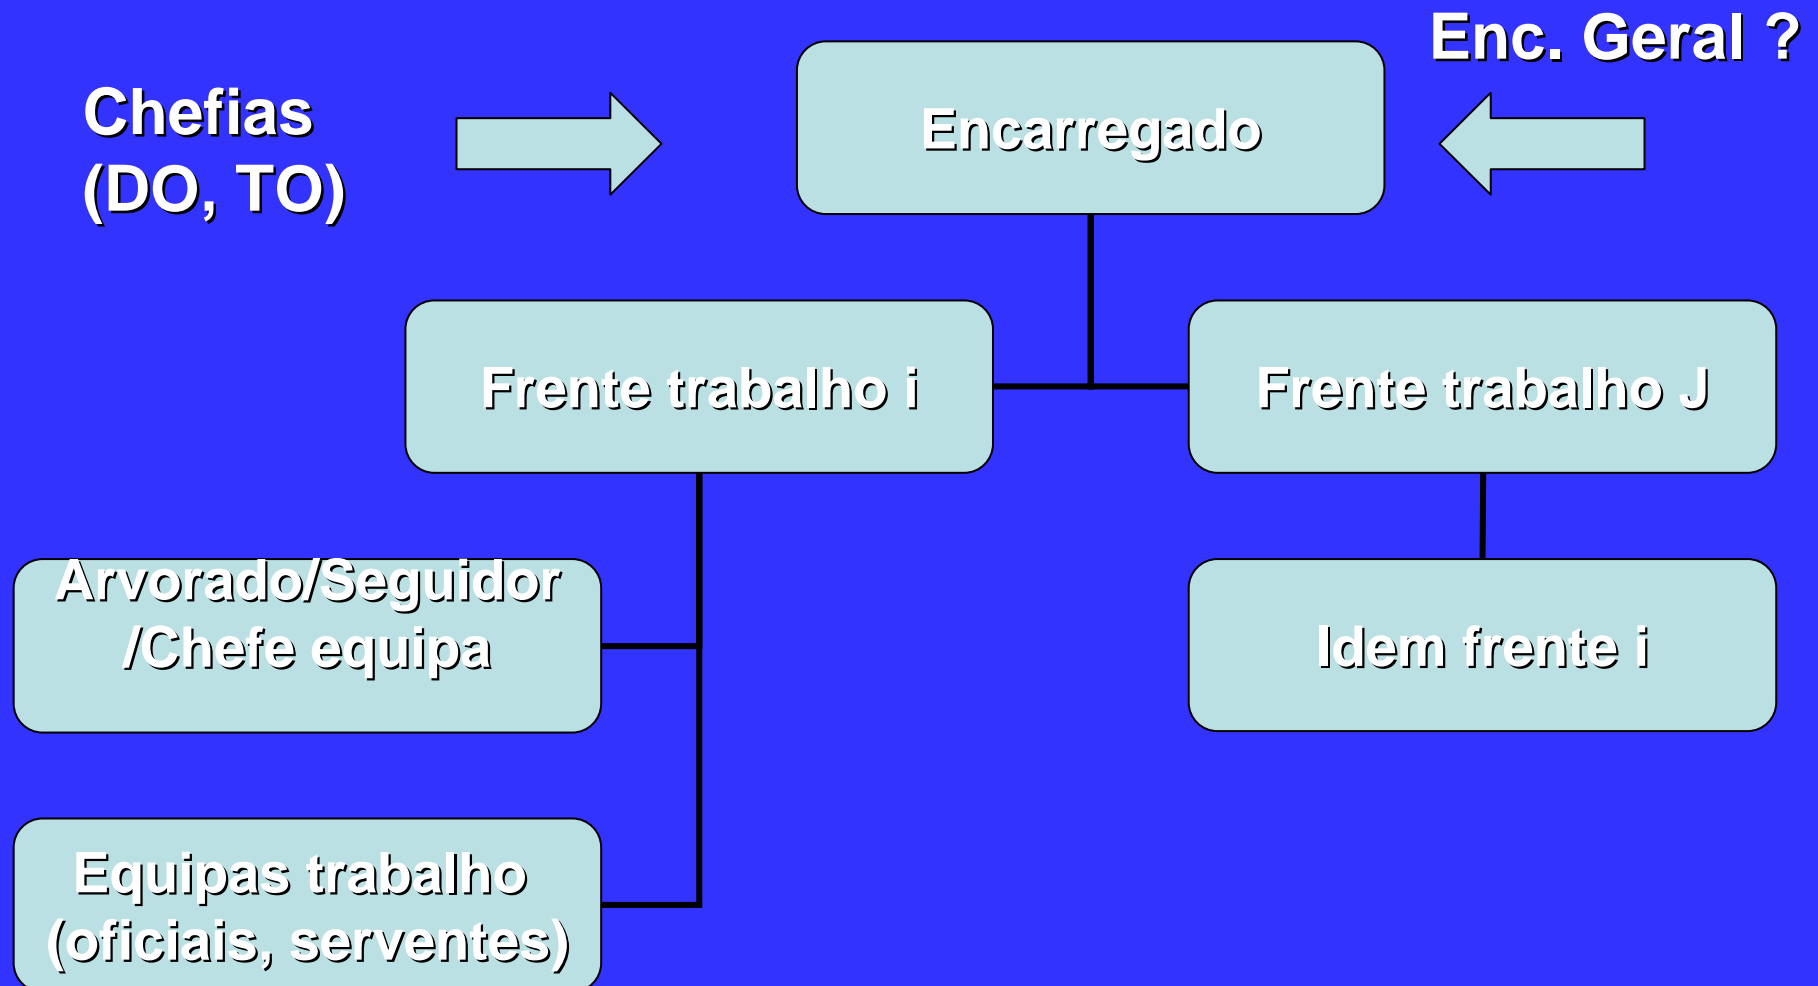 Enc. Geral ?
Chefias
(DO, TO)
Encarregado
Frente trabalho i
Frente trabalho J
Arvorado/Seguidor
/Chefe equipa
Idem frente i
Equipas trabalho
(oficiais, serventes)